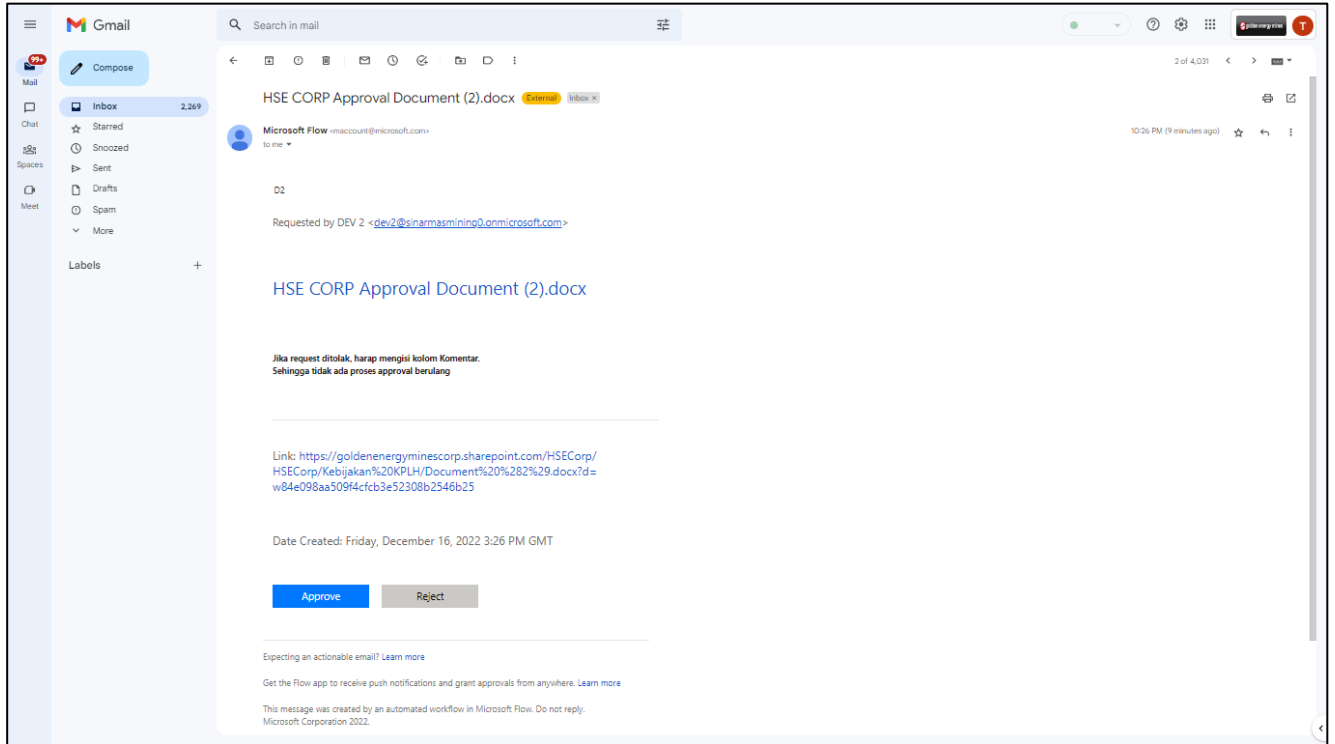 Gmail
Search in mail
99+
Mail
Chat
Spaces
Meet
Compose
Inbox 2,269
Starred
Snoozed
Sent
Drafts
Spam
More
Labels +
2 of 4,031
HSE CORP Approval Document (2).docx External Inbox ×
Microsoft Flow <maccount@microsoft.com>
10:26 PM (9 minutes ago)
to me
D2
Requested by DEV 2 <dev2@sinarmasmining0.onmicrosoft.com>
HSE CORP Approval Document (2).docx
Jika request ditolak, harap mengisi kolom Komentar.
Sehingga tidak ada proses approval berulang
Link: https://goldenenergyminescorp.sharepoint.com/HSECorp/
HSECorp/Kebijakan%20KPLH/Document%20%282%29.docx?d=
w84e098aa509f4cfcb3e52308b2546b25
Date Created: Friday, December 16, 2022 3:26 PM GMT
Approve Reject
Expecting an actionable email? Learn more
Get the Flow app to receive push notifications and grant approvals from anywhere. Learn more
This message was created by an automated workflow in Microsoft Flow. Do not reply.
Microsoft Corporation 2022.
golden energy mines
T